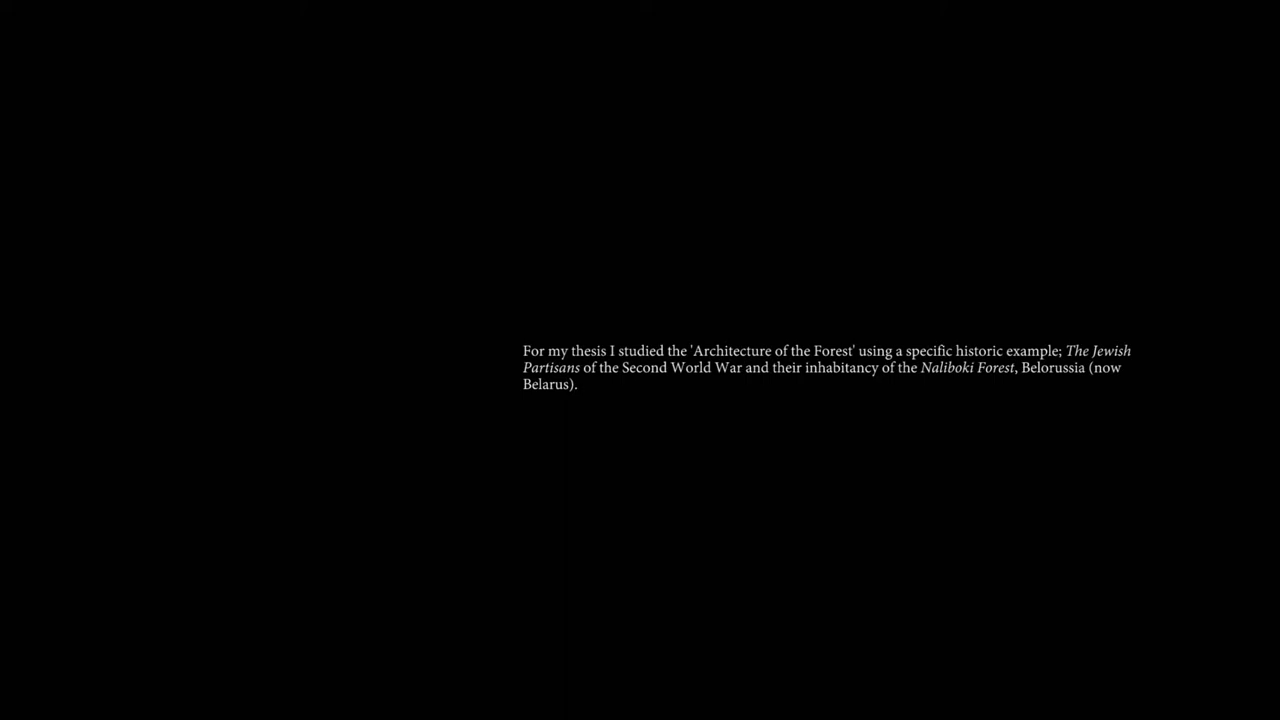 For my thesis I studied the 'Architecture of the Forest' using a specific historic example; The Jewish
Partisans of the Second World War and their inhabitancy of the Naliboki Forest, Belorussia (now
Belarus).